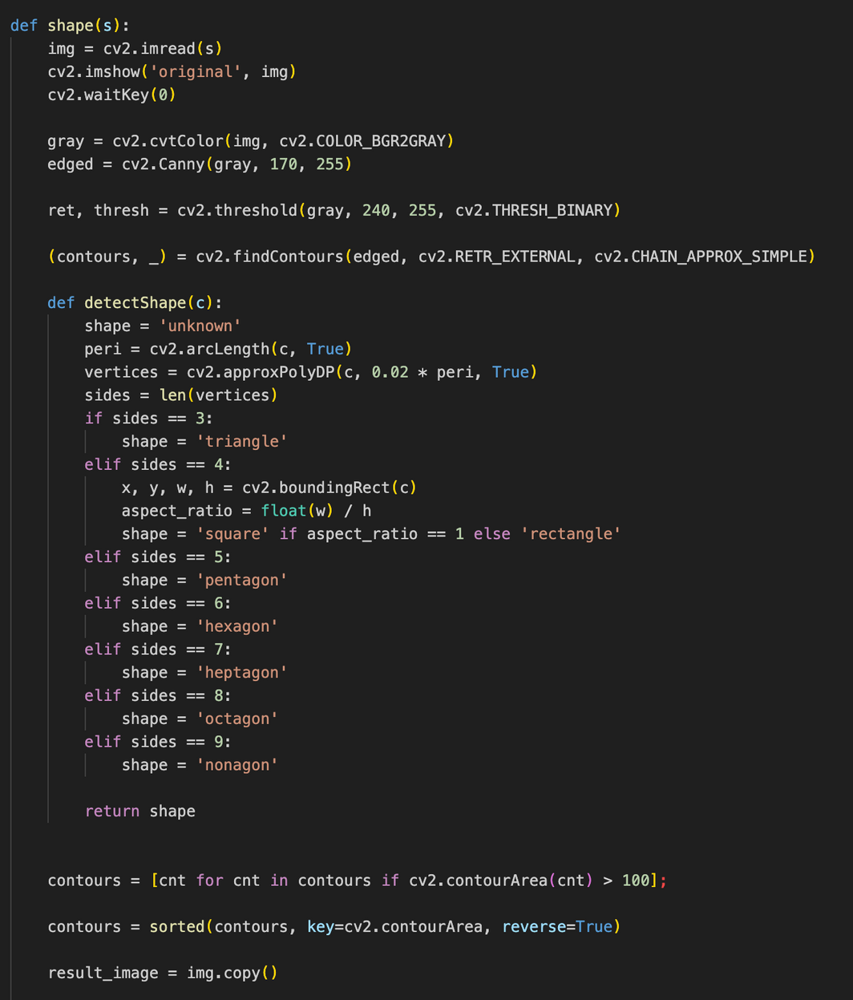 def shape(s):
    img = cv2.imread(s)
    cv2.imshow('original', img)
    cv2.waitKey(0)

    gray = cv2.cvtColor(img, cv2.COLOR_BGR2GRAY)
    edged = cv2.Canny(gray, 170, 255)

    ret, thresh = cv2.threshold(gray, 240, 255, cv2.THRESH_BINARY)

    (contours, _) = cv2.findContours(edged, cv2.RETR_EXTERNAL, cv2.CHAIN_APPROX_SIMPLE)

    def detectShape(c):
        shape = 'unknown'
        peri = cv2.arcLength(c, True)
        vertices = cv2.approxPolyDP(c, 0.02 * peri, True)
        sides = len(vertices)
        if sides == 3:
            shape = 'triangle'
        elif sides == 4:
            x, y, w, h = cv2.boundingRect(c)
            aspect_ratio = float(w) / h
            shape = 'square' if aspect_ratio == 1 else 'rectangle'
        elif sides == 5:
            shape = 'pentagon'
        elif sides == 6:
            shape = 'hexagon'
        elif sides == 7:
            shape = 'heptagon'
        elif sides == 8:
            shape = 'octagon'
        elif sides == 9:
            shape = 'nonagon'

        return shape


    contours = [cnt for cnt in contours if cv2.contourArea(cnt) > 100];

    contours = sorted(contours, key=cv2.contourArea, reverse=True)

    result_image = img.copy()